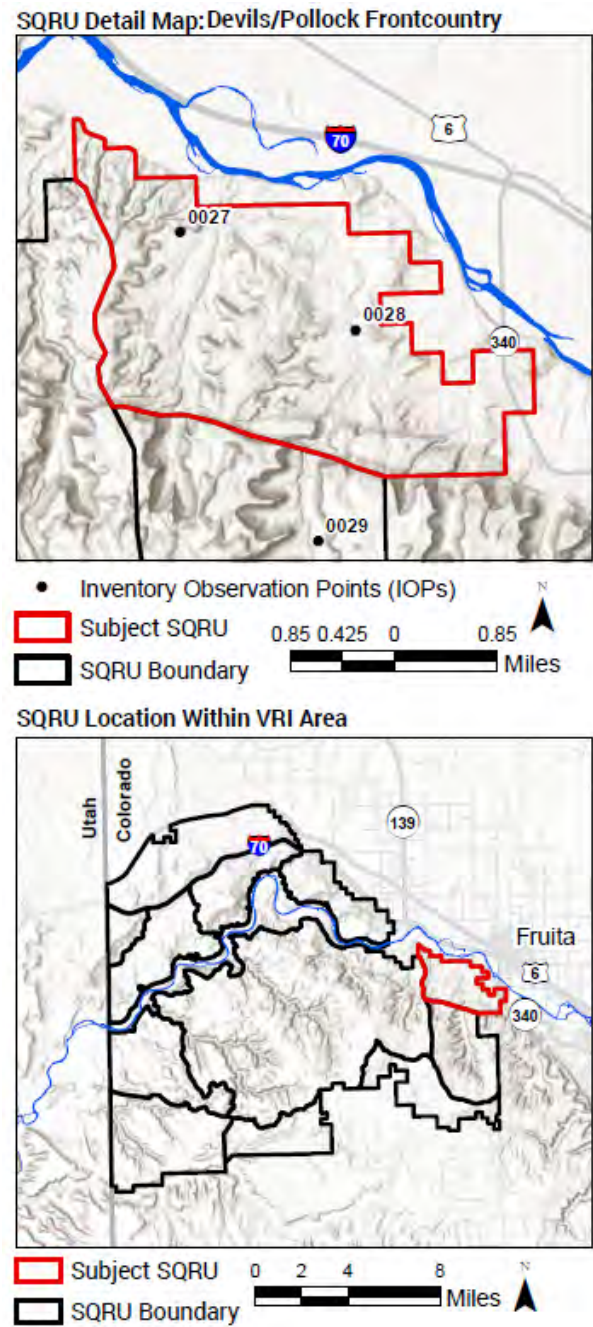 SQRU Detail Map: Devils/Pollock Frontcountry
6
70
0027
0028
340
0029
Inventory Observation Points (IOPs)
Subject SQRU
SQRU Boundary
0.85 0.425 0 0.85
Miles
N
SQRU Location Within VRI Area
Utah
Colorado
139
70
Fruita
6
340
Subject SQRU
SQRU Boundary
0 2 4 8
Miles
N